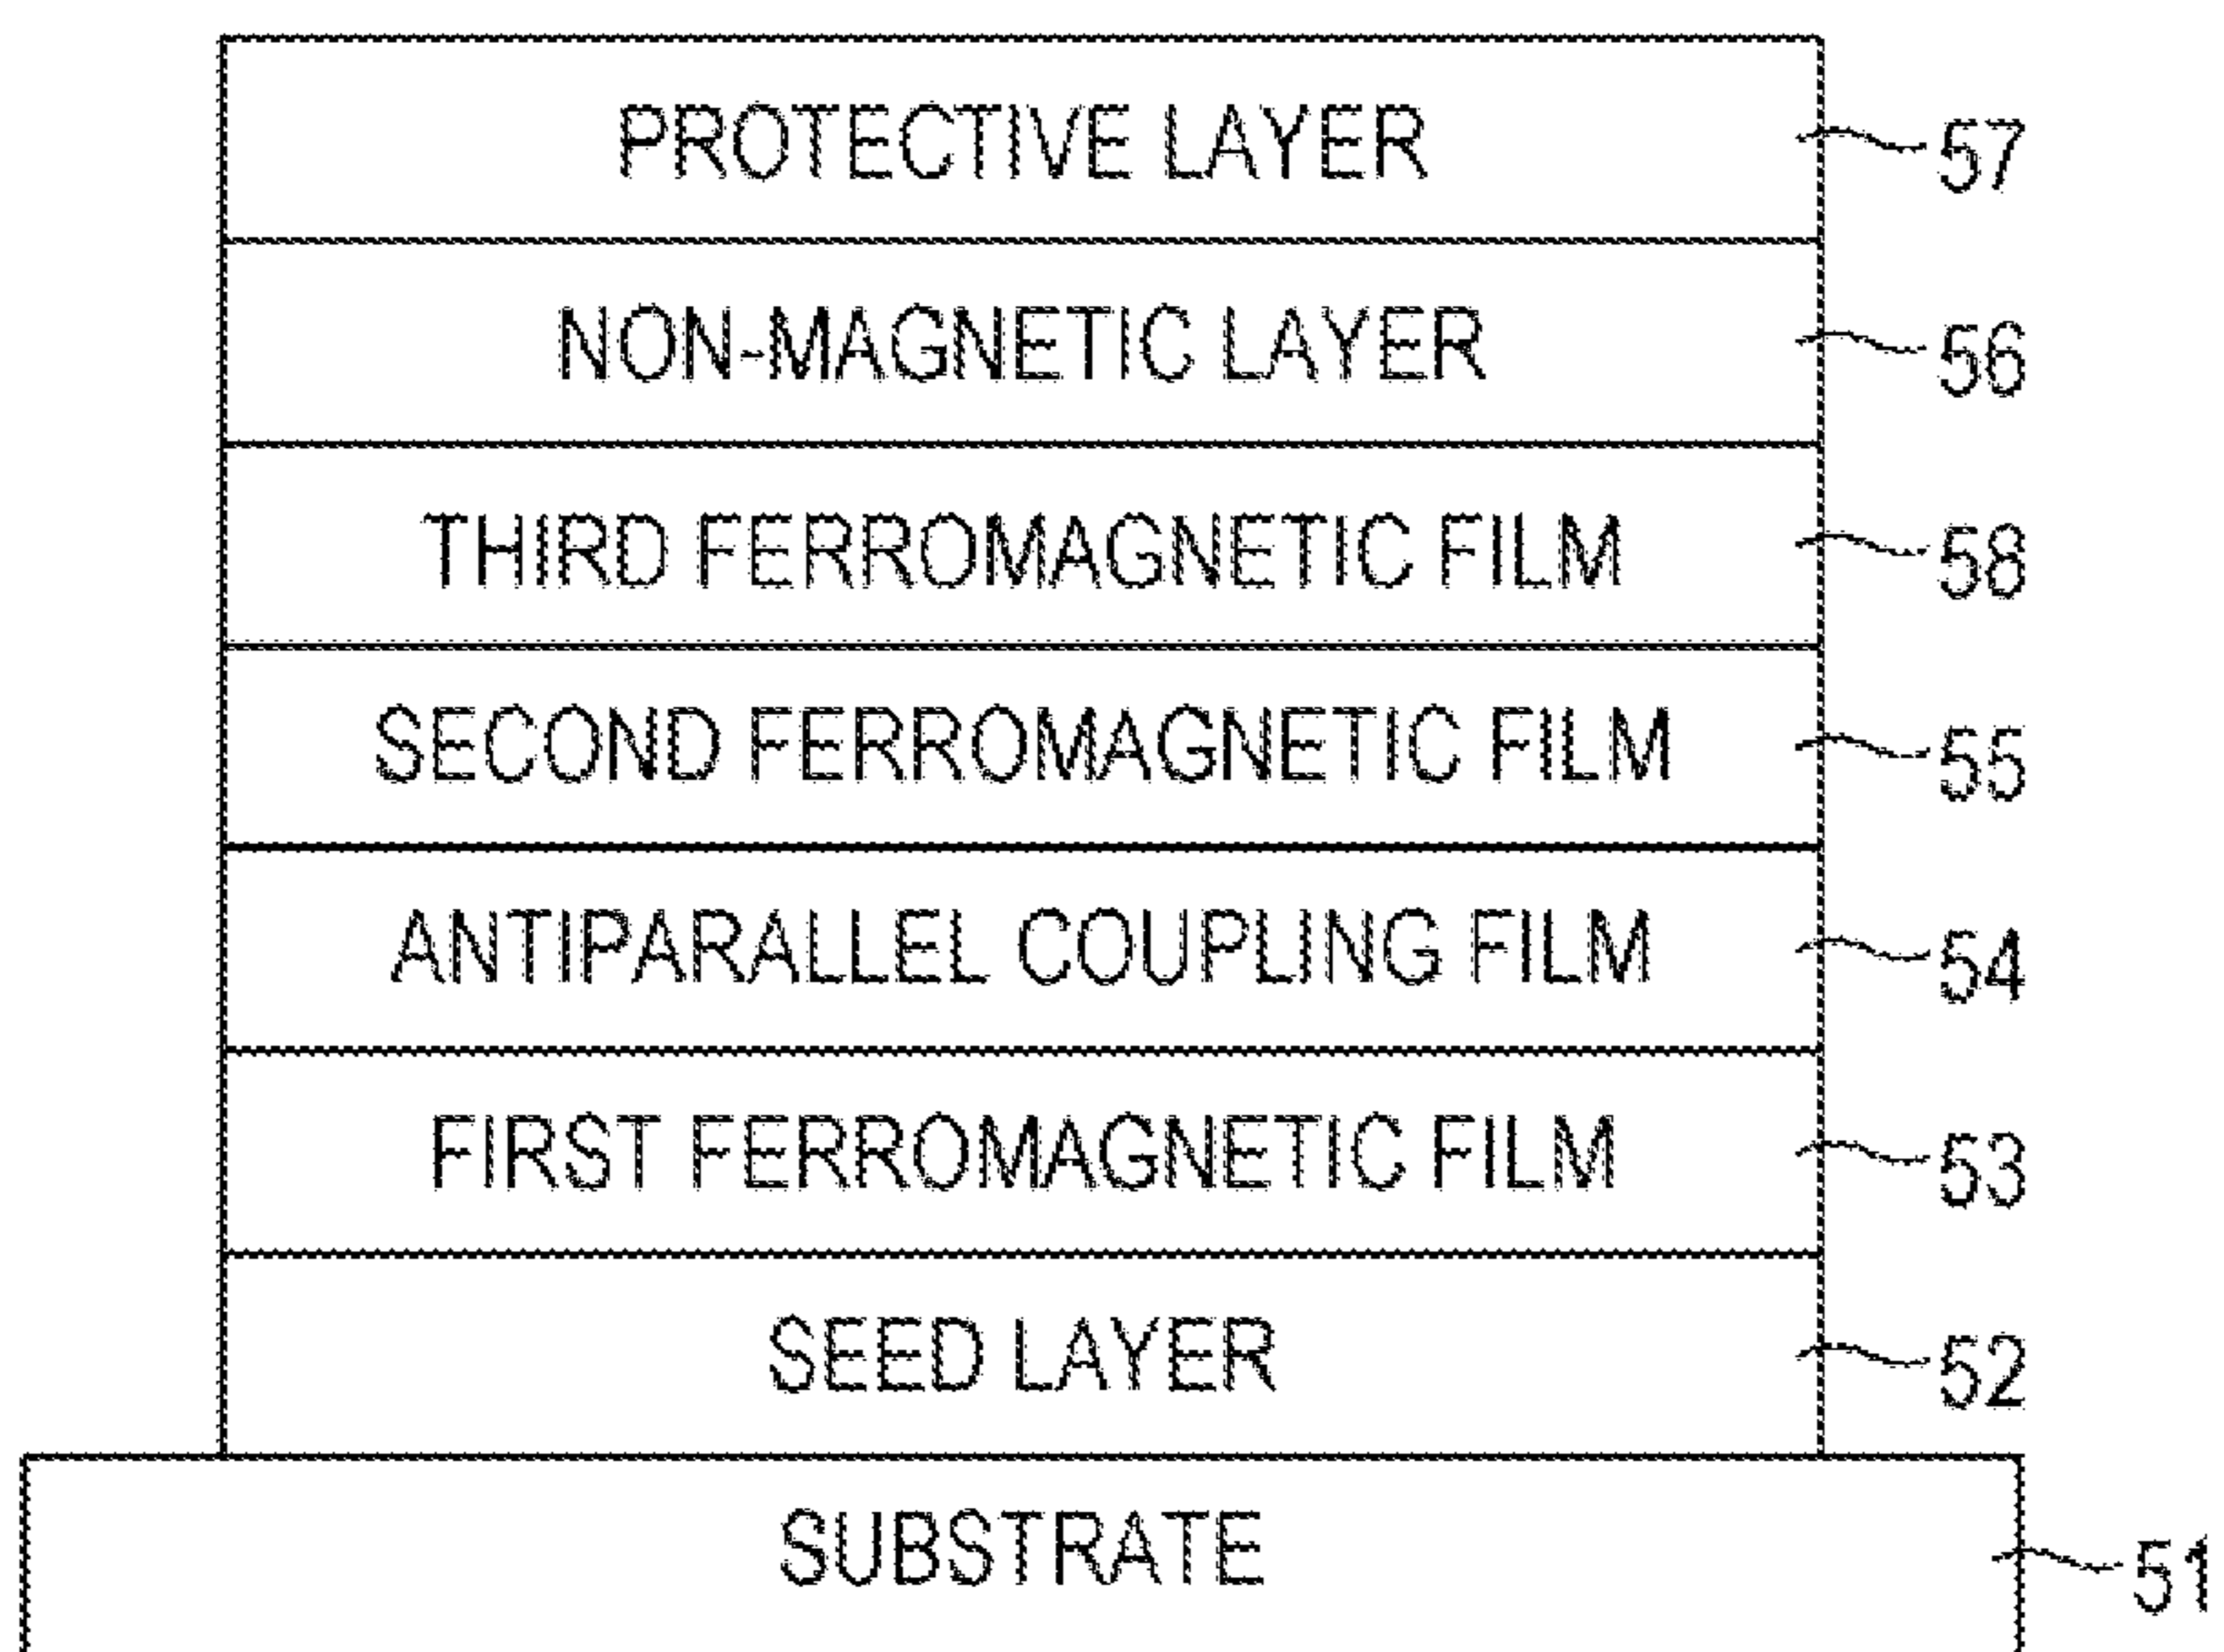 PROTECTIVE LAYER 57
NON-MAGNETIC LAYER 56
THIRD FERROMAGNETIC FILM 58
SECOND FERROMAGNETIC FILM 55
ANTIPARALLEL COUPLING FILM 54
FIRST FERROMAGNETIC FILM 53
SEED LAYER 52
SUBSTRATE 51